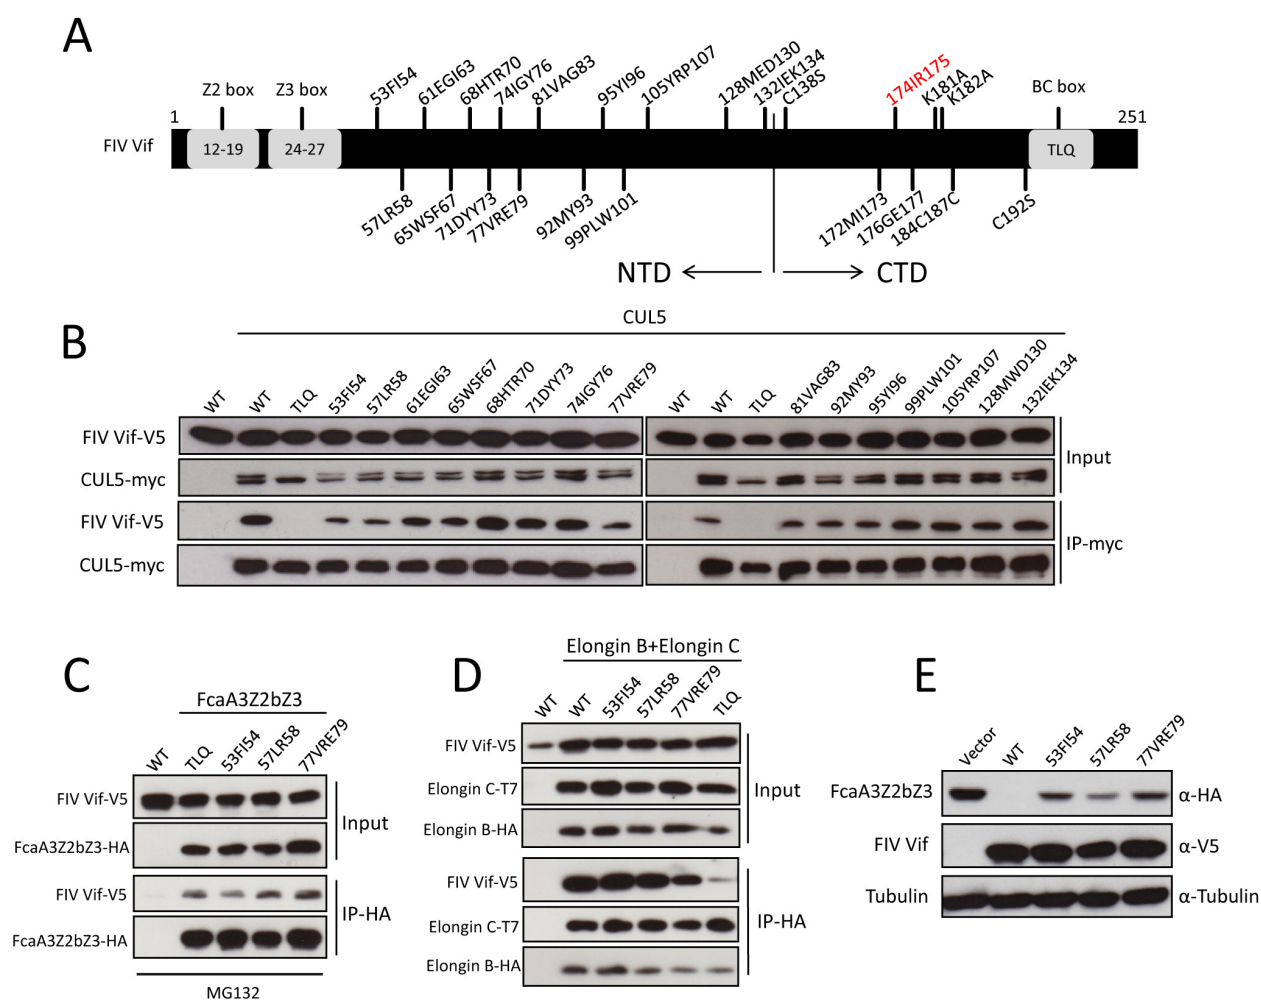 A
Z2 box
Z3 box
53FI54
61EGI63
68HTR70
74IGY76
81VAG83
95YI96
105YRP107
128MED130
132IEK134
C138S
174IR175
K181A
K182A
BC box
1
251
FIV Vif
12-19
24-27
TLQ
57LR58
65WSF67
71DYY73
77VRE79
92MY93
99PLW101
172MI173
176GE177
184C187C
C192S
NTD
CTD
B
CUL5
WT
WT
TLQ
53FI54
57LR58
61EGI63
65WSF67
68HTR70
71DYY73
74IGY76
77VRE79
WT
WT
TLQ
81VAG83
92MY93
95YI96
99PLW101
105YRP107
128MWD130
132IEK134
FIV Vif-V5
CUL5-myc
Input
FIV Vif-V5
CUL5-myc
IP-myc
C
FcaA3Z2bZ3
WT
TLQ
53FI54
57LR58
77VRE79
FIV Vif-V5
FcaA3Z2bZ3-HA
Input
FIV Vif-V5
FcaA3Z2bZ3-HA
IP-HA
MG132
D
Elongin B+Elongin C
WT
WT
53FI54
57LR58
77VRE79
TLQ
FIV Vif-V5
Elongin C-T7
Elongin B-HA
Input
FIV Vif-V5
Elongin C-T7
Elongin B-HA
IP-HA
E
Vector
WT
53FI54
57LR58
77VRE79
FcaA3Z2bZ3
α-HA
FIV Vif
α-V5
Tubulin
α-Tubulin